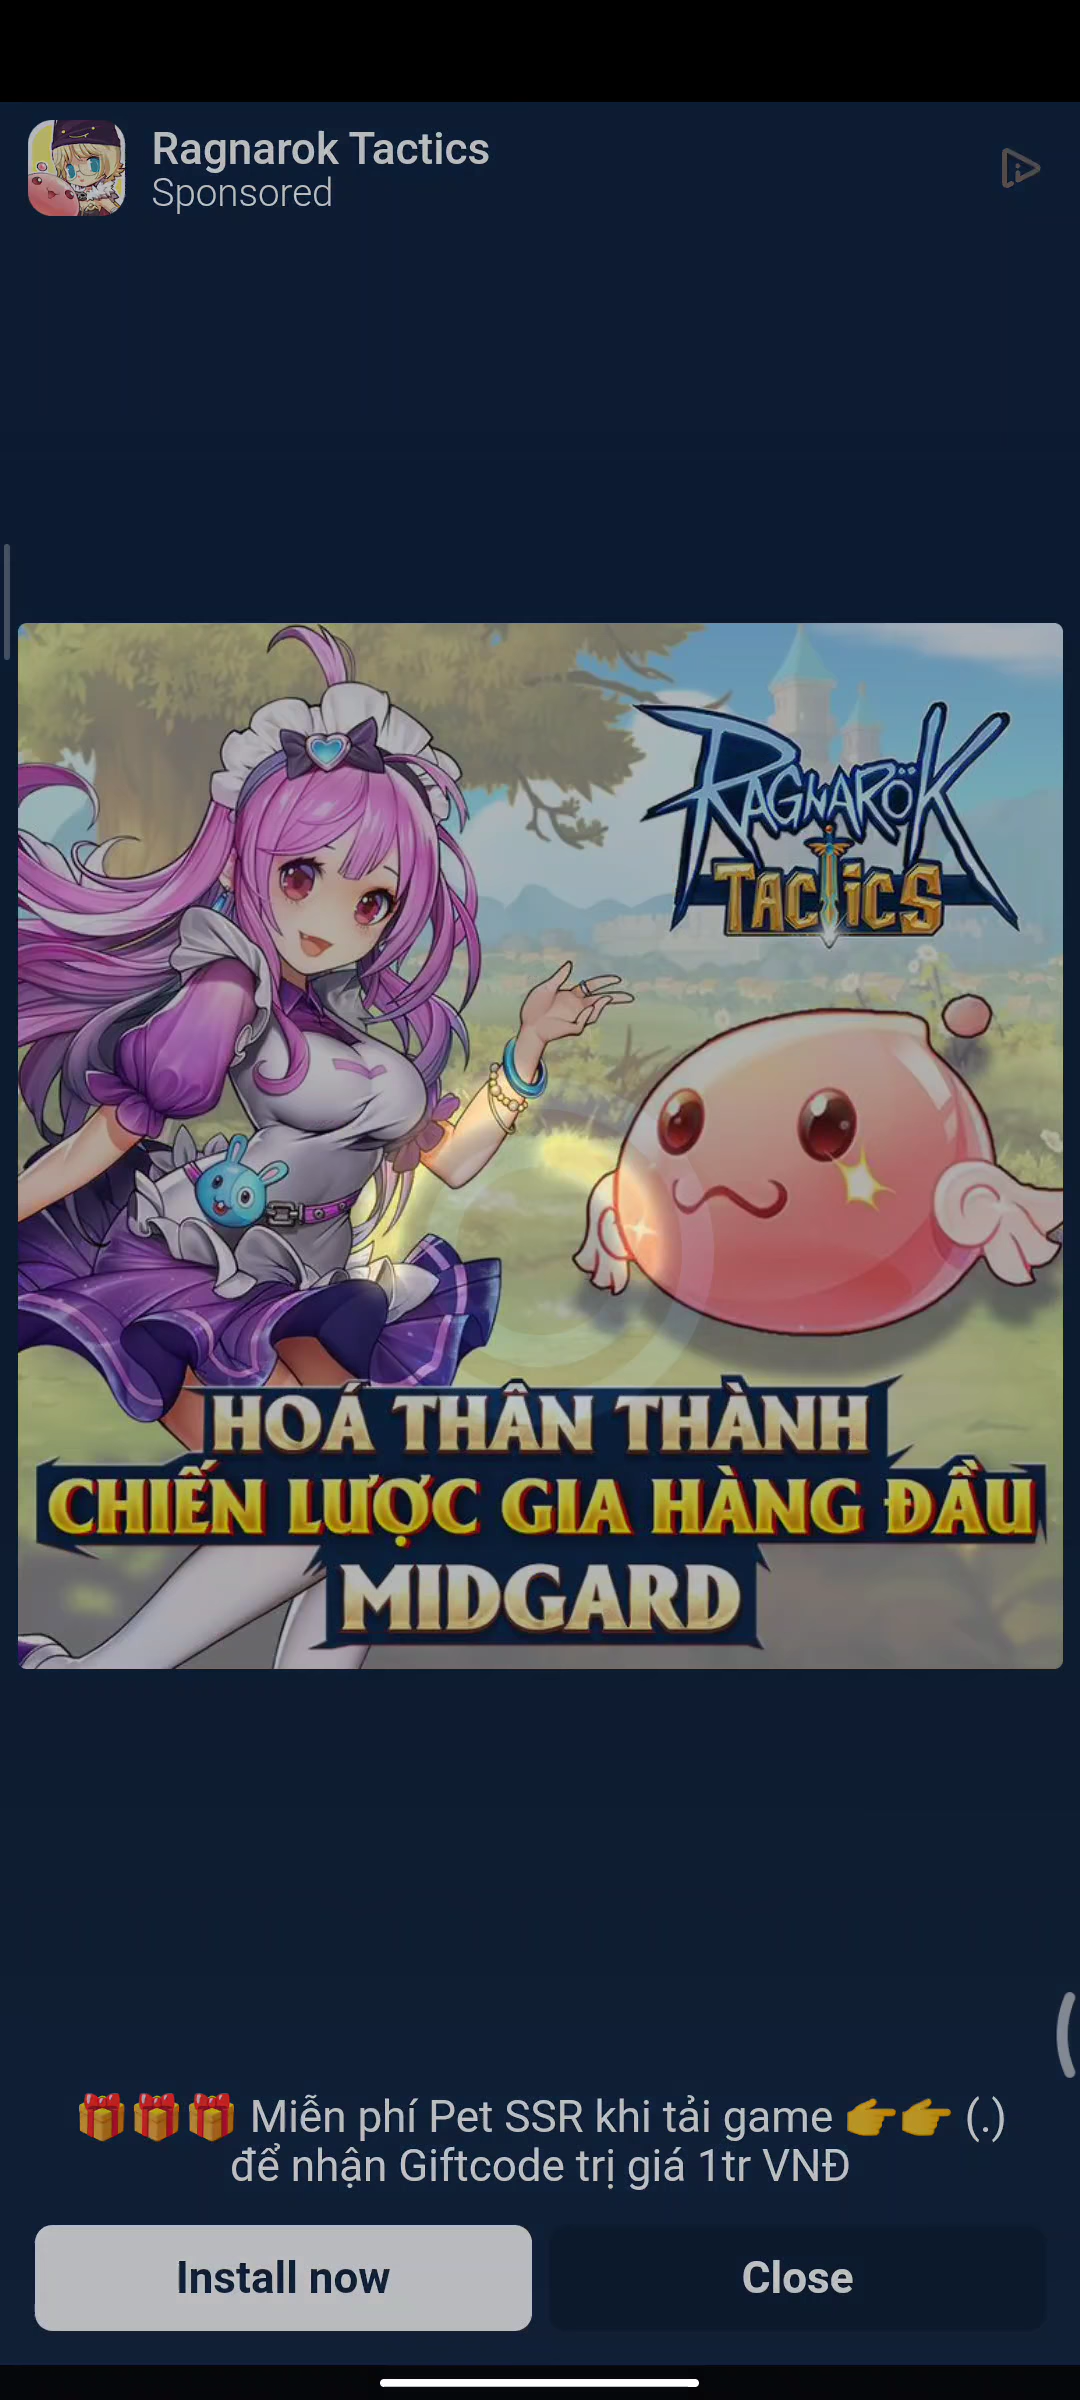 Ragnarok Tactics
Sponsored
RAGNARÖK
TACTICS
HOÁ THÂN THÀNH
CHIẾN LƯỢC GIA HÀNG ĐẦU
MIDGARD
🎁🎁🎁 Miễn phí Pet SSR khi tải game 👉👉 (.)
để nhận Giftcode trị giá 1tr VNĐ
Install now
Close